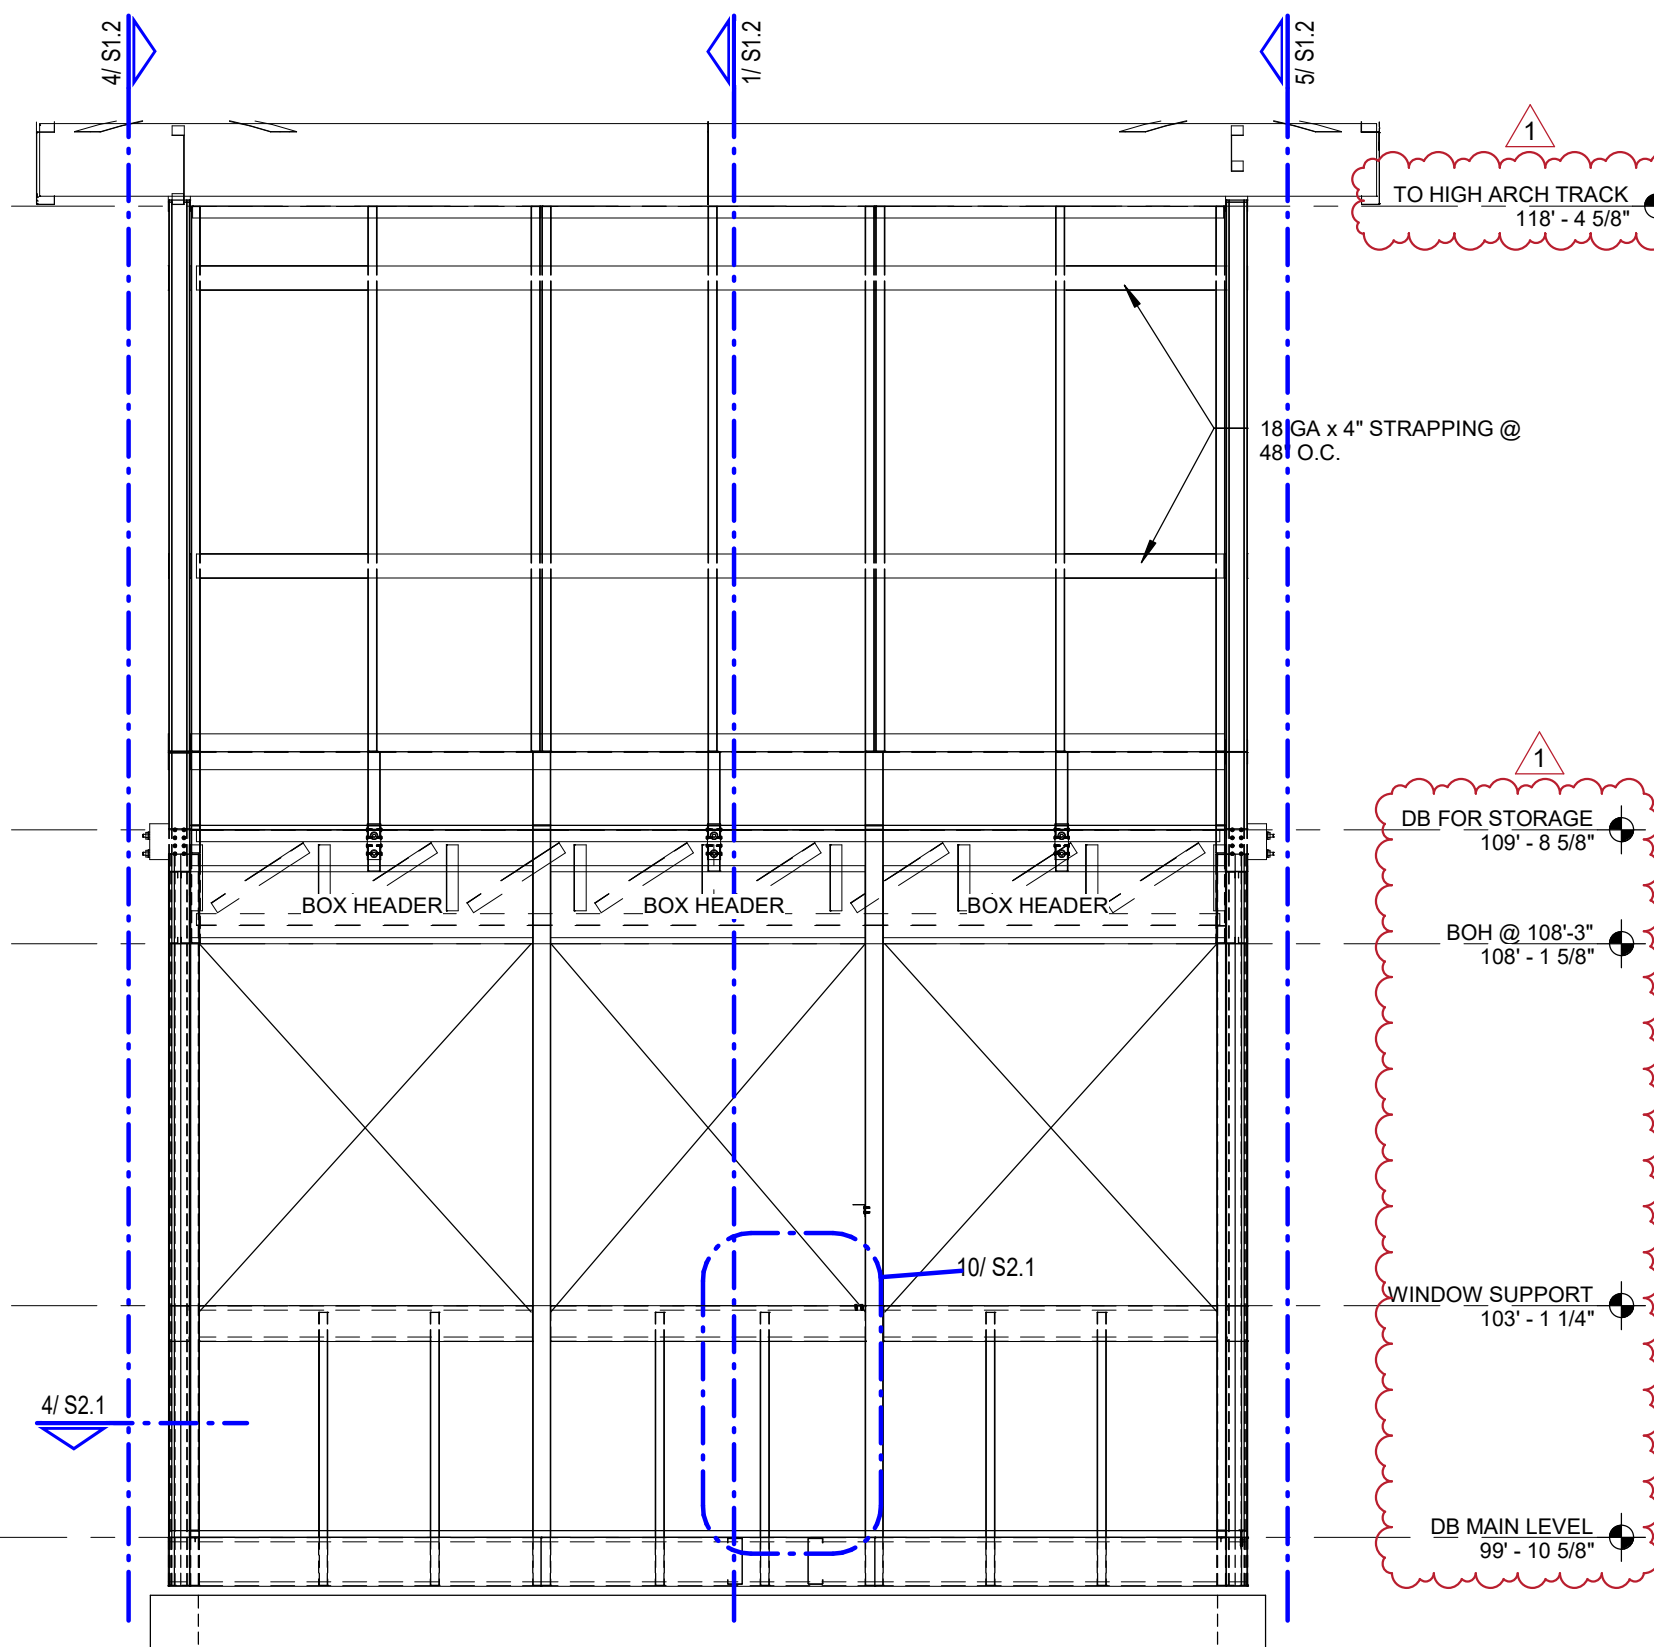 4/ S1.2
1/ S1.2
5/ S1.2
1
TO HIGH ARCH TRACK
118' - 4 5/8"
18 GA x 4" STRAPPING @
48" O.C.
1
DB FOR STORAGE
109' - 8 5/8"
BOX HEADER
BOX HEADER
BOX HEADER
BOH @ 108'-3"
108' - 1 5/8"
10/ S2.1
WINDOW SUPPORT
103' - 1 1/4"
4/ S2.1
DB MAIN LEVEL
99' - 10 5/8"